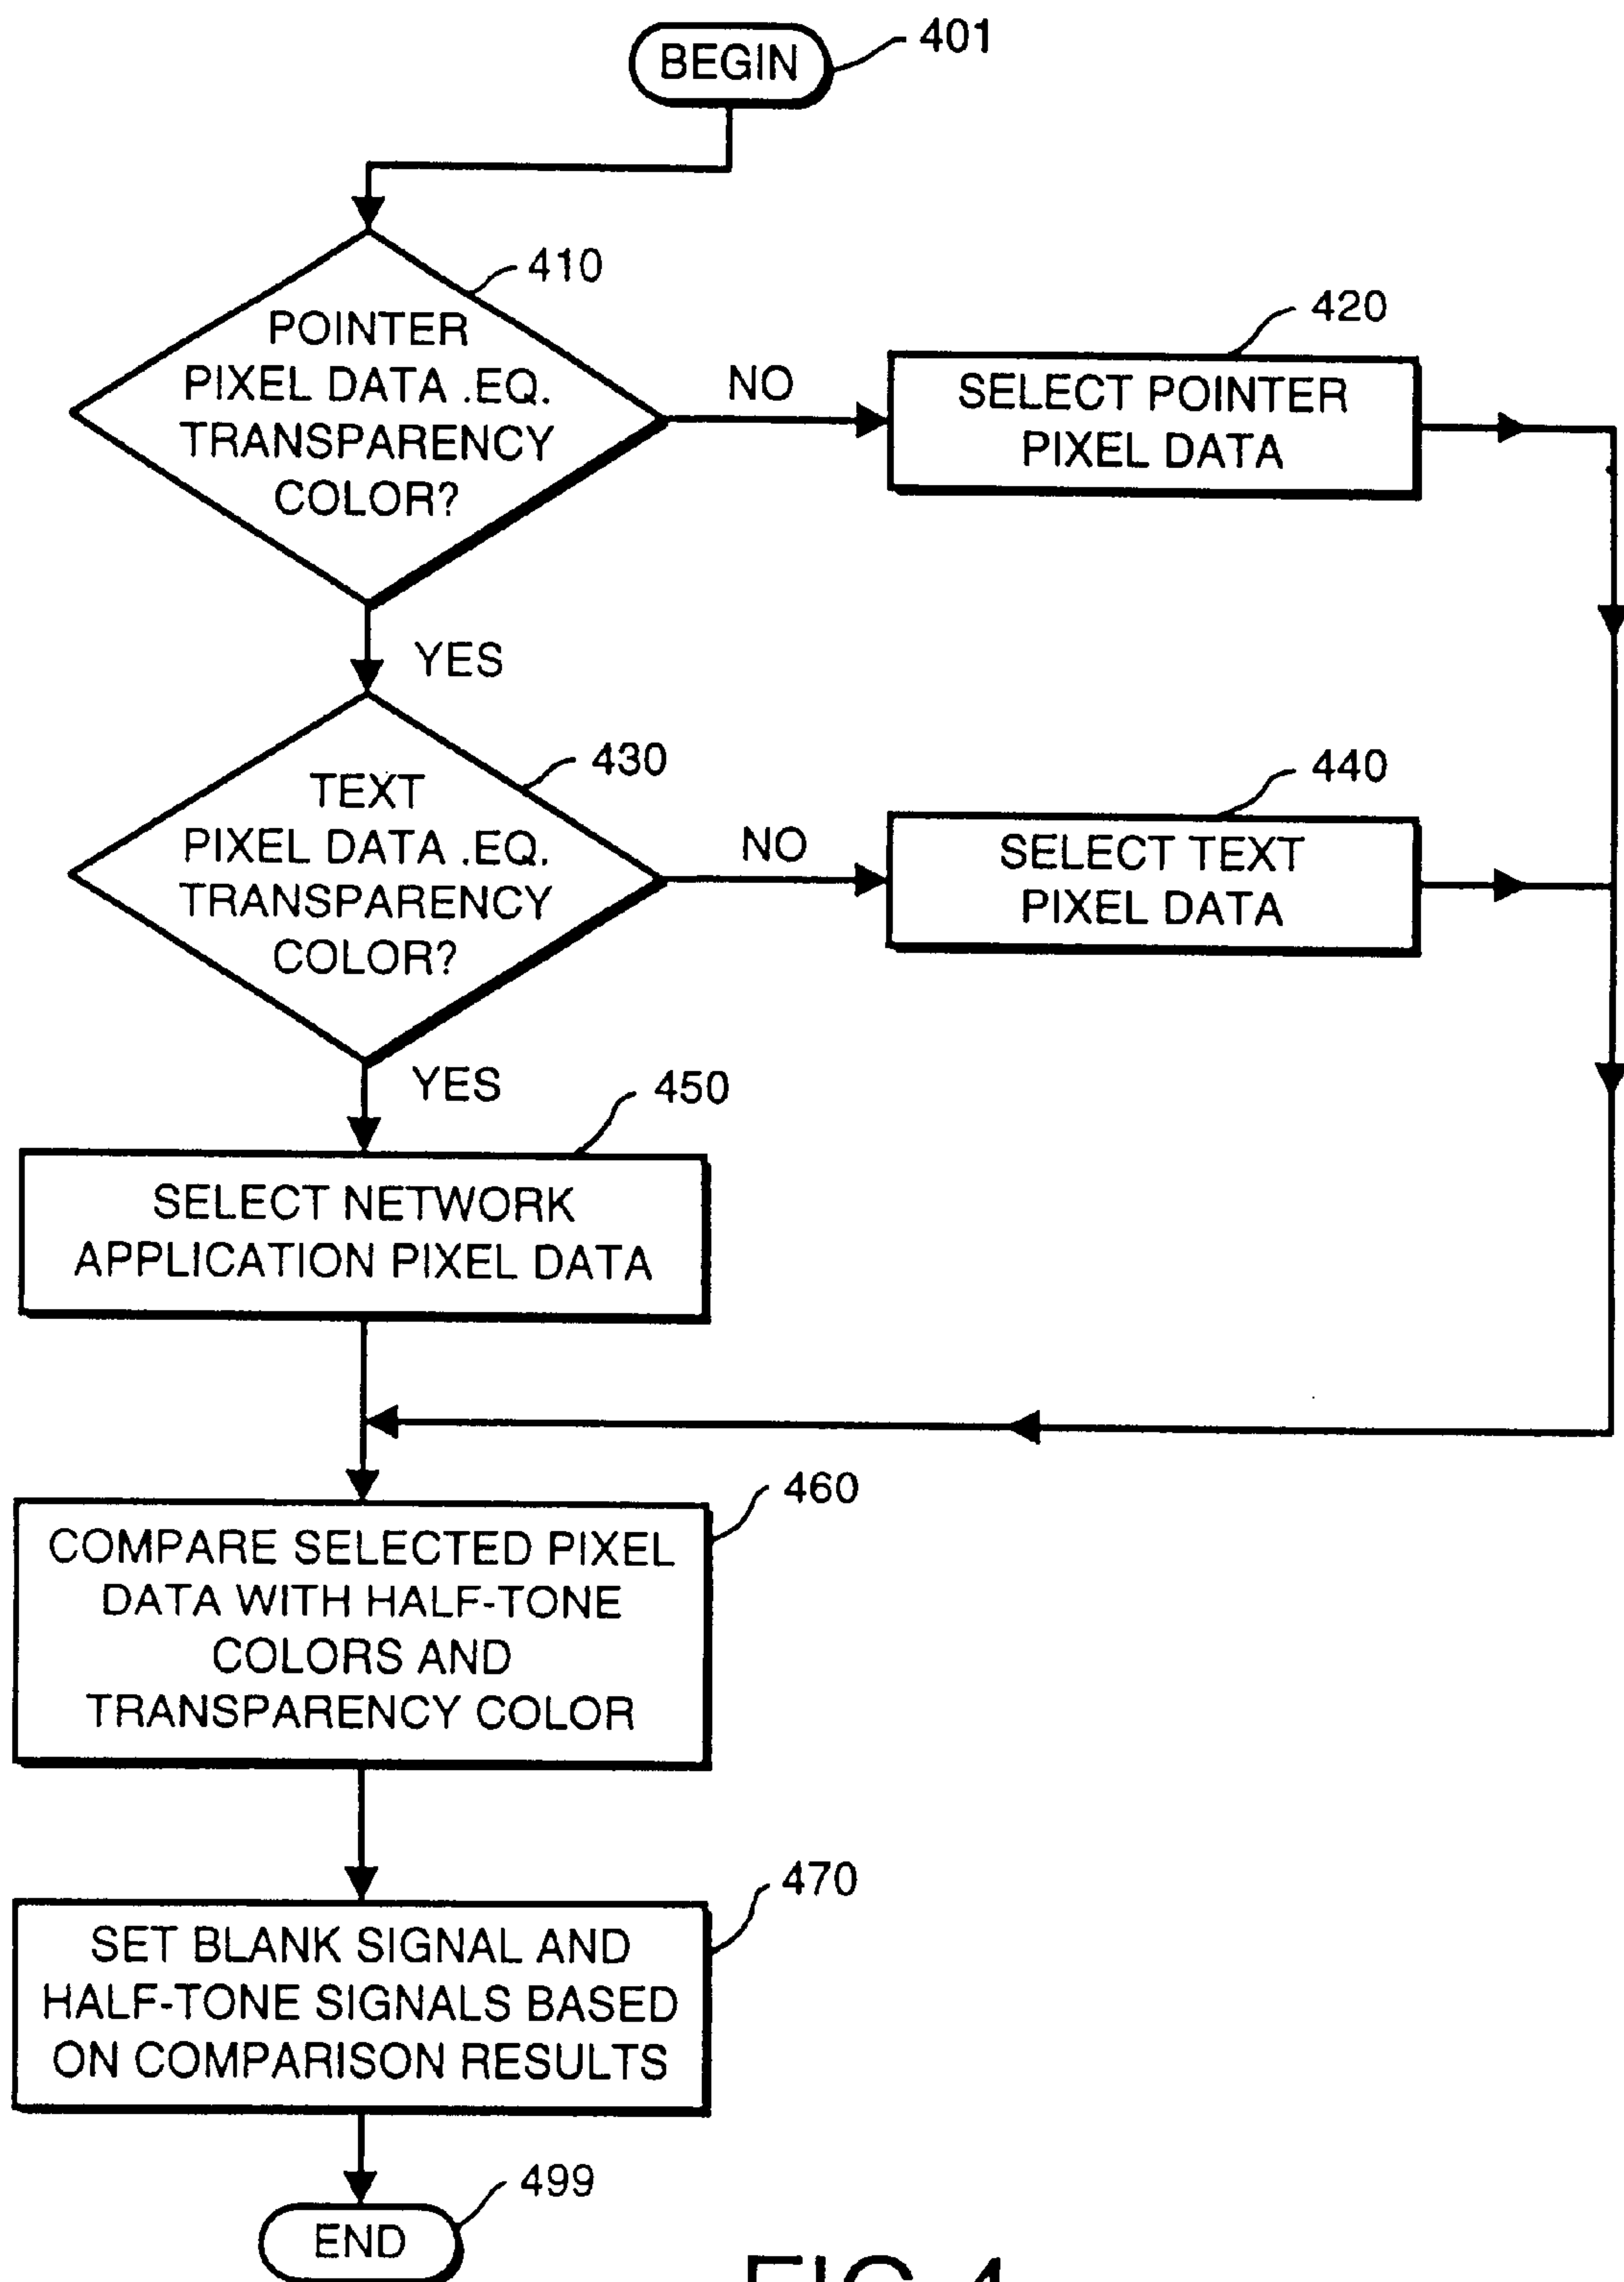 BEGIN
401
410
POINTER
PIXEL DATA .EQ.
TRANSPARENCY
COLOR?
NO
420
SELECT POINTER
PIXEL DATA
YES
430
TEXT
PIXEL DATA .EQ.
TRANSPARENCY
COLOR?
NO
440
SELECT TEXT
PIXEL DATA
YES
450
SELECT NETWORK
APPLICATION PIXEL DATA
460
COMPARE SELECTED PIXEL
DATA WITH HALF-TONE
COLORS AND
TRANSPARENCY COLOR
470
SET BLANK SIGNAL AND
HALF-TONE SIGNALS BASED
ON COMPARISON RESULTS
499
END
FIG 4